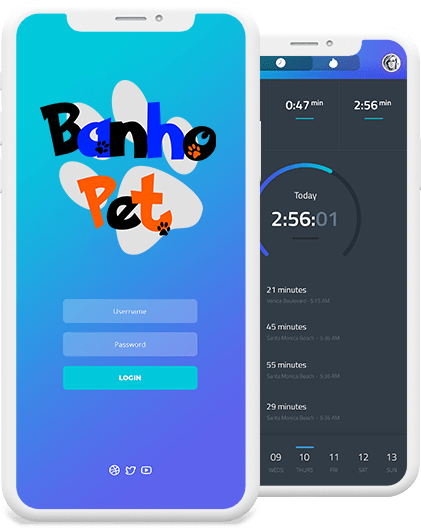 Banho
Pet
Username
Password
LOGIN
0:47 min
2:56 min
Today
2:56:01
21 minutes
Venice Boulevard - 5:15 AM
45 minutes
Santa Monica Beach - 5:36 AM
55 minutes
Santa Monica Beach - 5:36 AM
29 minutes
Santa Monica Beach - 5:36 AM
09 10 11 12 13
WEDS THURS FRI SAT SUN